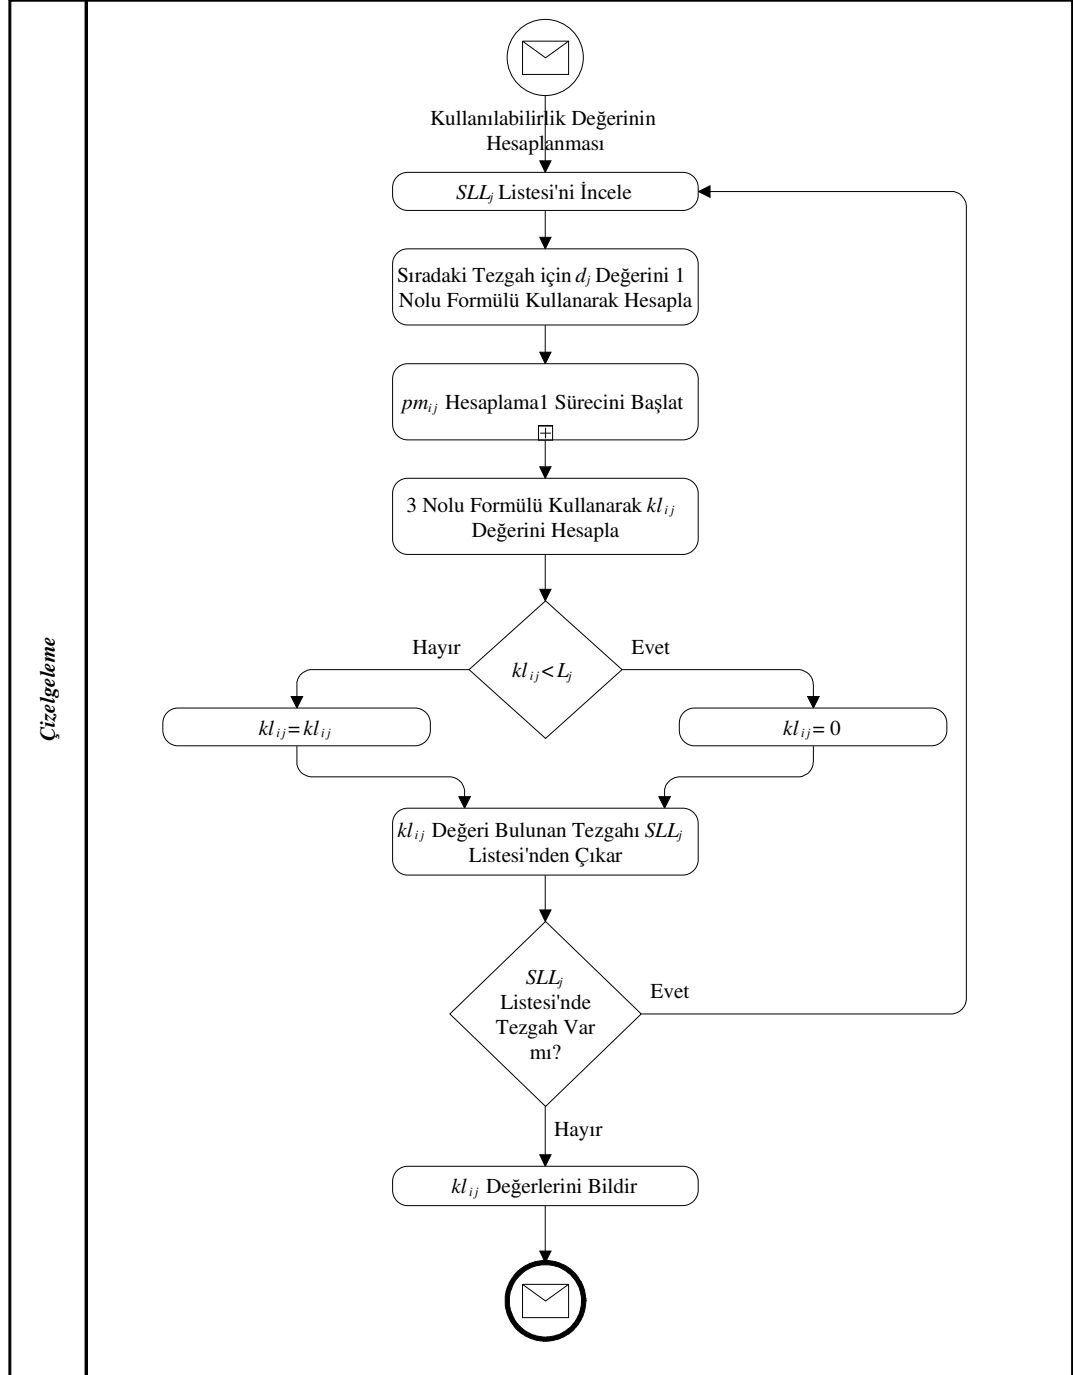 Çizelgeleme
Kullanılabilirlik Değerinin
Hesaplanması
SLLj Listesi'ni İncele
Sıradaki Tezgah için dj Değerini 1
Nolu Formülü Kullanarak Hesapla
pmij Hesaplama1 Sürecini Başlat
3 Nolu Formülü Kullanarak klij
Değerini Hesapla
Hayır
Evet
klij < Lj
klij = klij
klij = 0
klij Değeri Bulunan Tezgahı SLLj
Listesi'nden Çıkar
SLLj
Listesi'nde
Tezgah Var
mı?
Evet
Hayır
klij Değerlerini Bildir